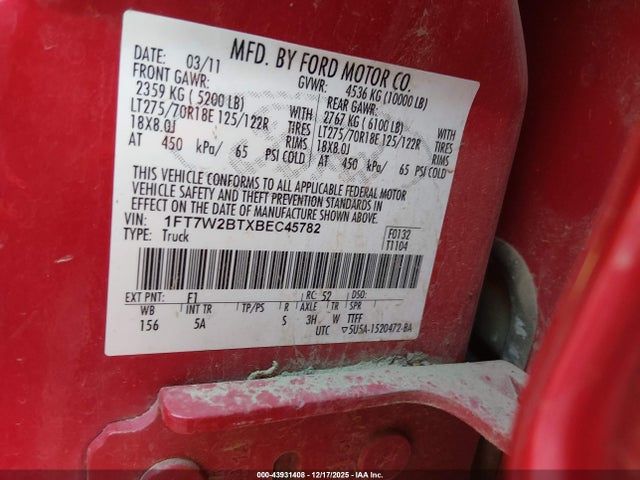 MFD. BY FORD MOTOR CO.
DATE: 03/11 GVWR: 4536 KG (10000 LB)
FRONT GAWR: REAR GAWR:
2359 KG ( 5200 LB) WITH 2767 KG ( 6100 LB) WITH
LT275/70R18E 125/122R TIRES LT275/70R18E 125/122R TIRES
18X8.0J RIMS 18X8.0J RIMS
AT 450 kPa/ 65 PSI COLD AT 450 kPa/ 65 PSI COLD
THIS VEHICLE CONFORMS TO ALL APPLICABLE FEDERAL MOTOR
VEHICLE SAFETY AND THEFT PREVENTION STANDARDS IN
EFFECT ON THE DATE OF MANUFACTURE SHOWN ABOVE.
VIN: 1FT7W2BTXBEC45782 F0132
TYPE: Truck T1104
EXT PNT: F1 RC: 52 DSO:
WB INT TR TP/PS R AXLE TR SPR
156 5A S 3H W TTFF
UTC ▽5U5A-1520472-BA
000-43931408 - 12/17/2025 - IAA Inc.